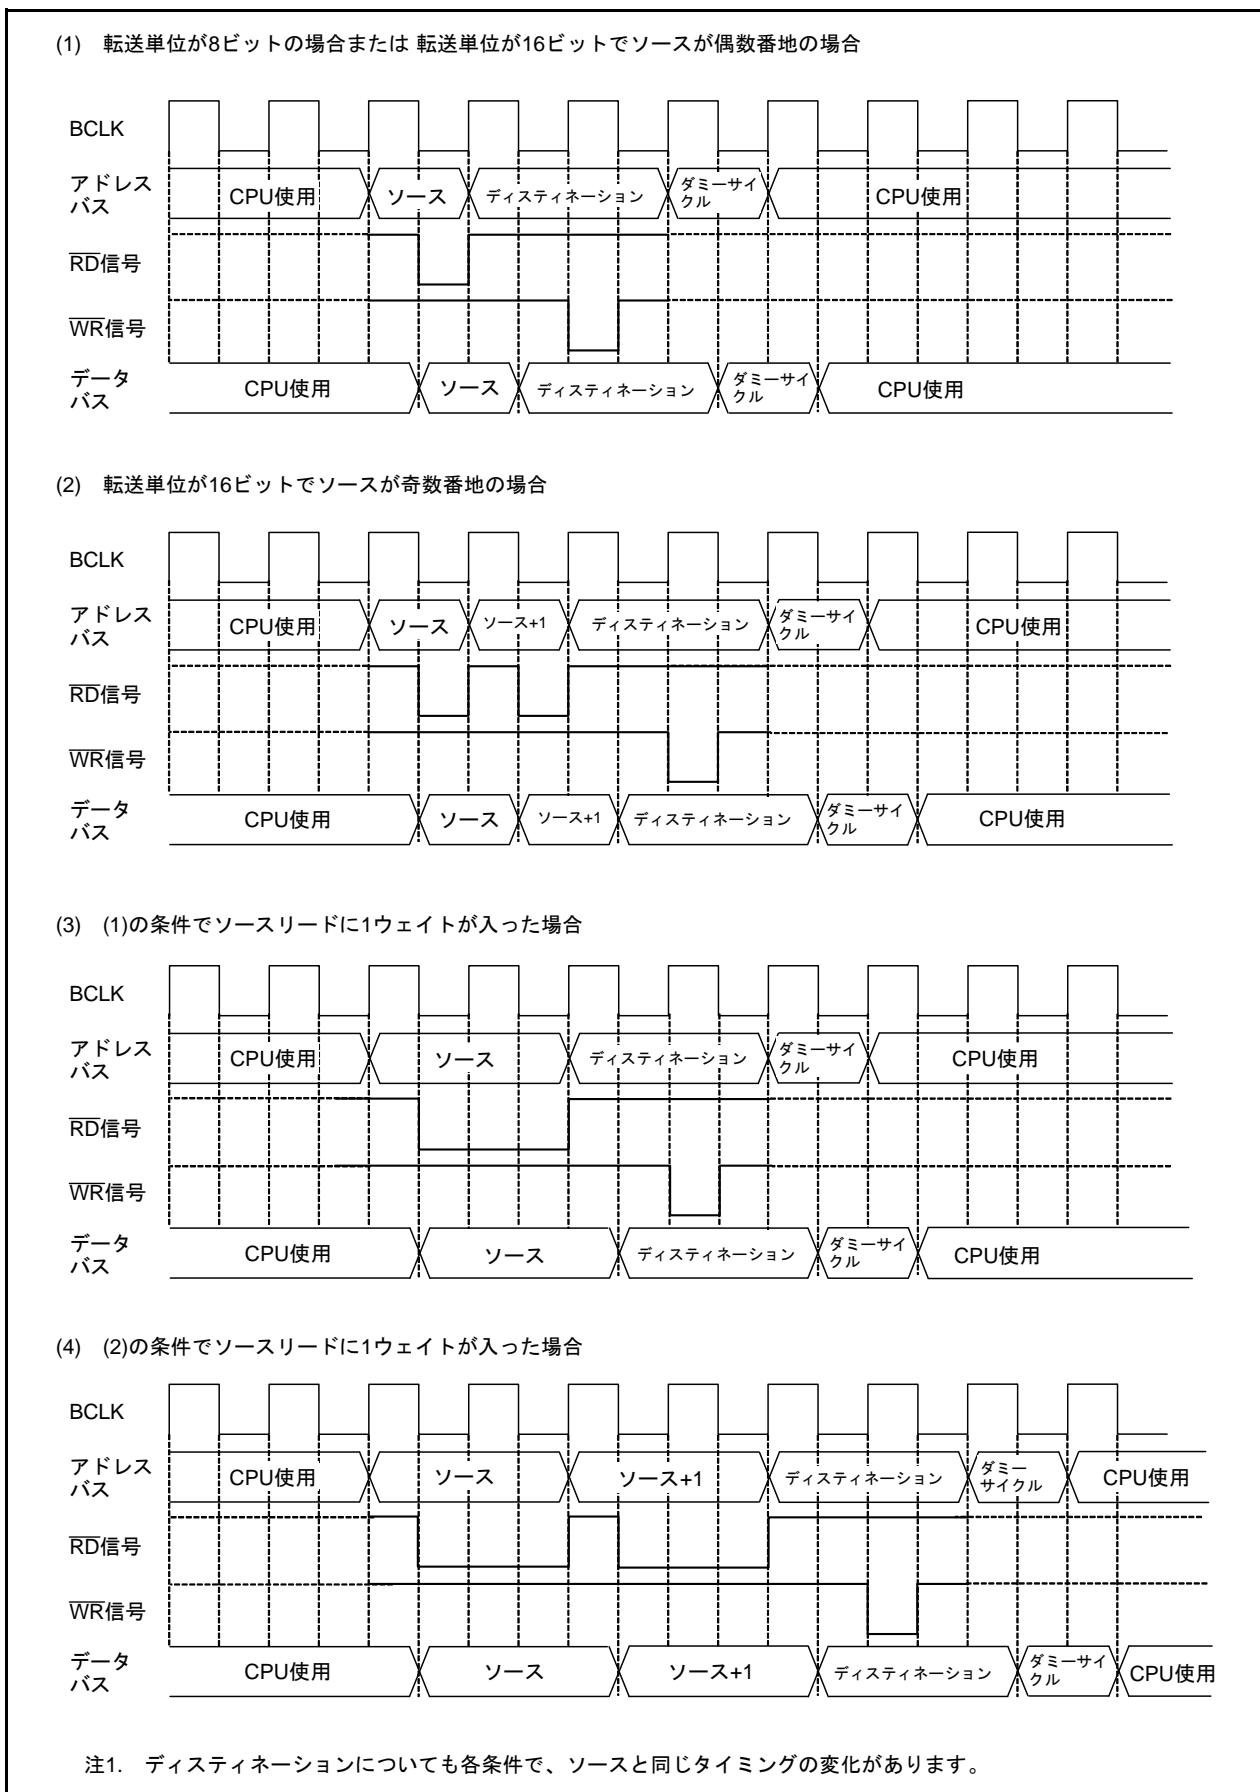 (1) 転送単位が8ビットの場合または 転送単位が16ビットでソースが偶数番地の場合
BCLK
アドレス
バス
CPU使用
ソース
ディスティネーション
ダミーサイ
クル
CPU使用
RD信号
WR信号
データ
バス
CPU使用
ソース
ディスティネーション
ダミーサイ
クル
CPU使用
(2) 転送単位が16ビットでソースが奇数番地の場合
BCLK
アドレス
バス
CPU使用
ソース
ソース+1
ディスティネーション
ダミーサイ
クル
CPU使用
RD信号
WR信号
データ
バス
CPU使用
ソース
ソース+1
ディスティネーション
ダミーサイ
クル
CPU使用
(3) (1)の条件でソースリードに1ウェイトが入った場合
BCLK
アドレス
バス
CPU使用
ソース
ディスティネーション
ダミーサイ
クル
CPU使用
RD信号
WR信号
データ
バス
CPU使用
ソース
ディスティネーション
ダミーサイ
クル
CPU使用
(4) (2)の条件でソースリードに1ウェイトが入った場合
BCLK
アドレス
バス
CPU使用
ソース
ソース+1
ディスティネーション
ダミー
サイクル
CPU使用
RD信号
WR信号
データ
バス
CPU使用
ソース
ソース+1
ディスティネーション
ダミーサイ
クル
CPU使用
注1. ディスティネーションについても各条件で、ソースと同じタイミングの変化があります。